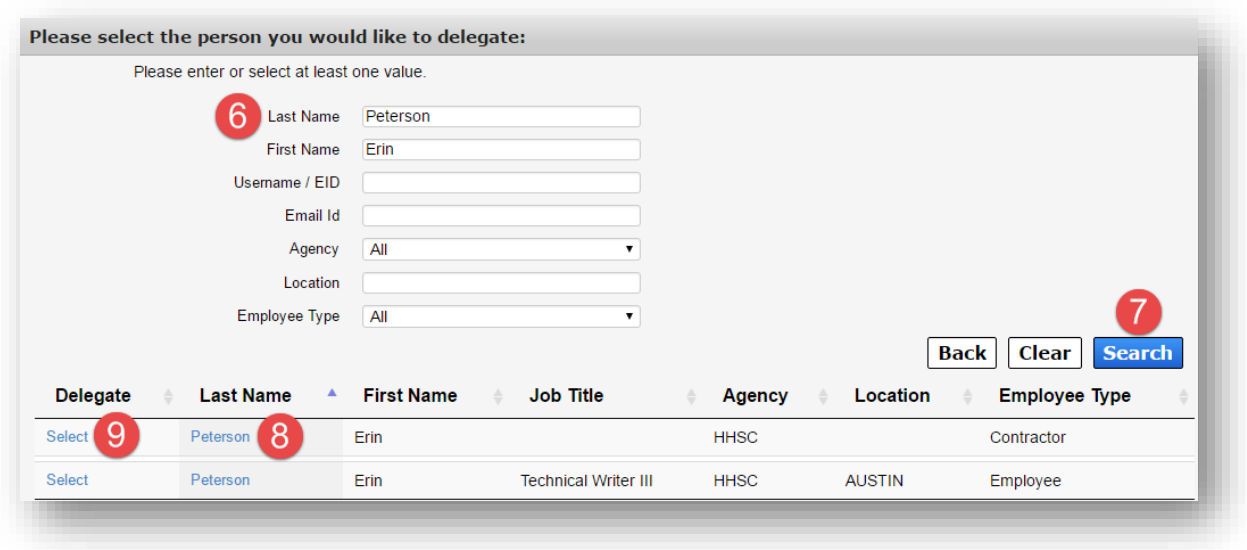 Please select the person you would like to delegate:
Please enter or select at least one value.
6 Last Name Peterson
First Name Erin
Username / EID
Email Id
Agency All
Location
Employee Type All
7
Back Clear Search
Delegate Last Name First Name Job Title Agency Location Employee Type
Select 9 Peterson 8 Erin HHSC Contractor
Select Peterson Erin Technical Writer III HHSC AUSTIN Employee